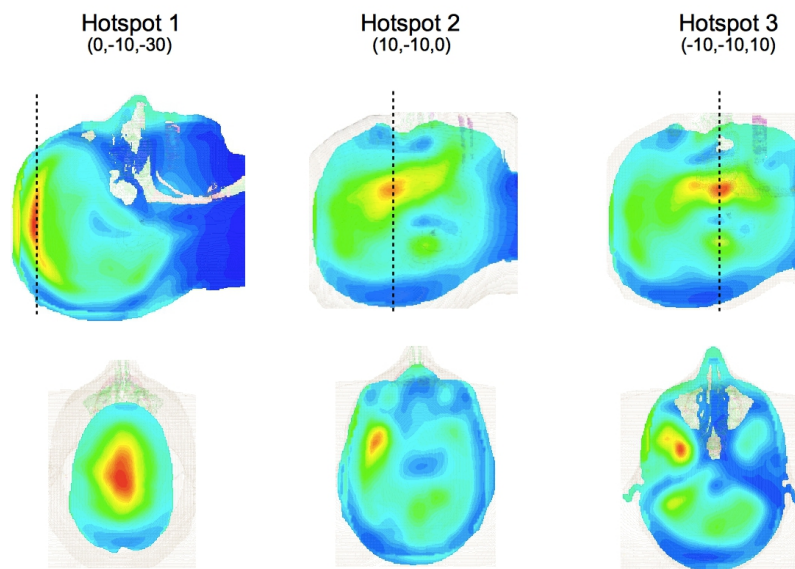 Hotspot 1
(0,-10,-30)
Hotspot 2
(10,-10,0)
Hotspot 3
(-10,-10,10)